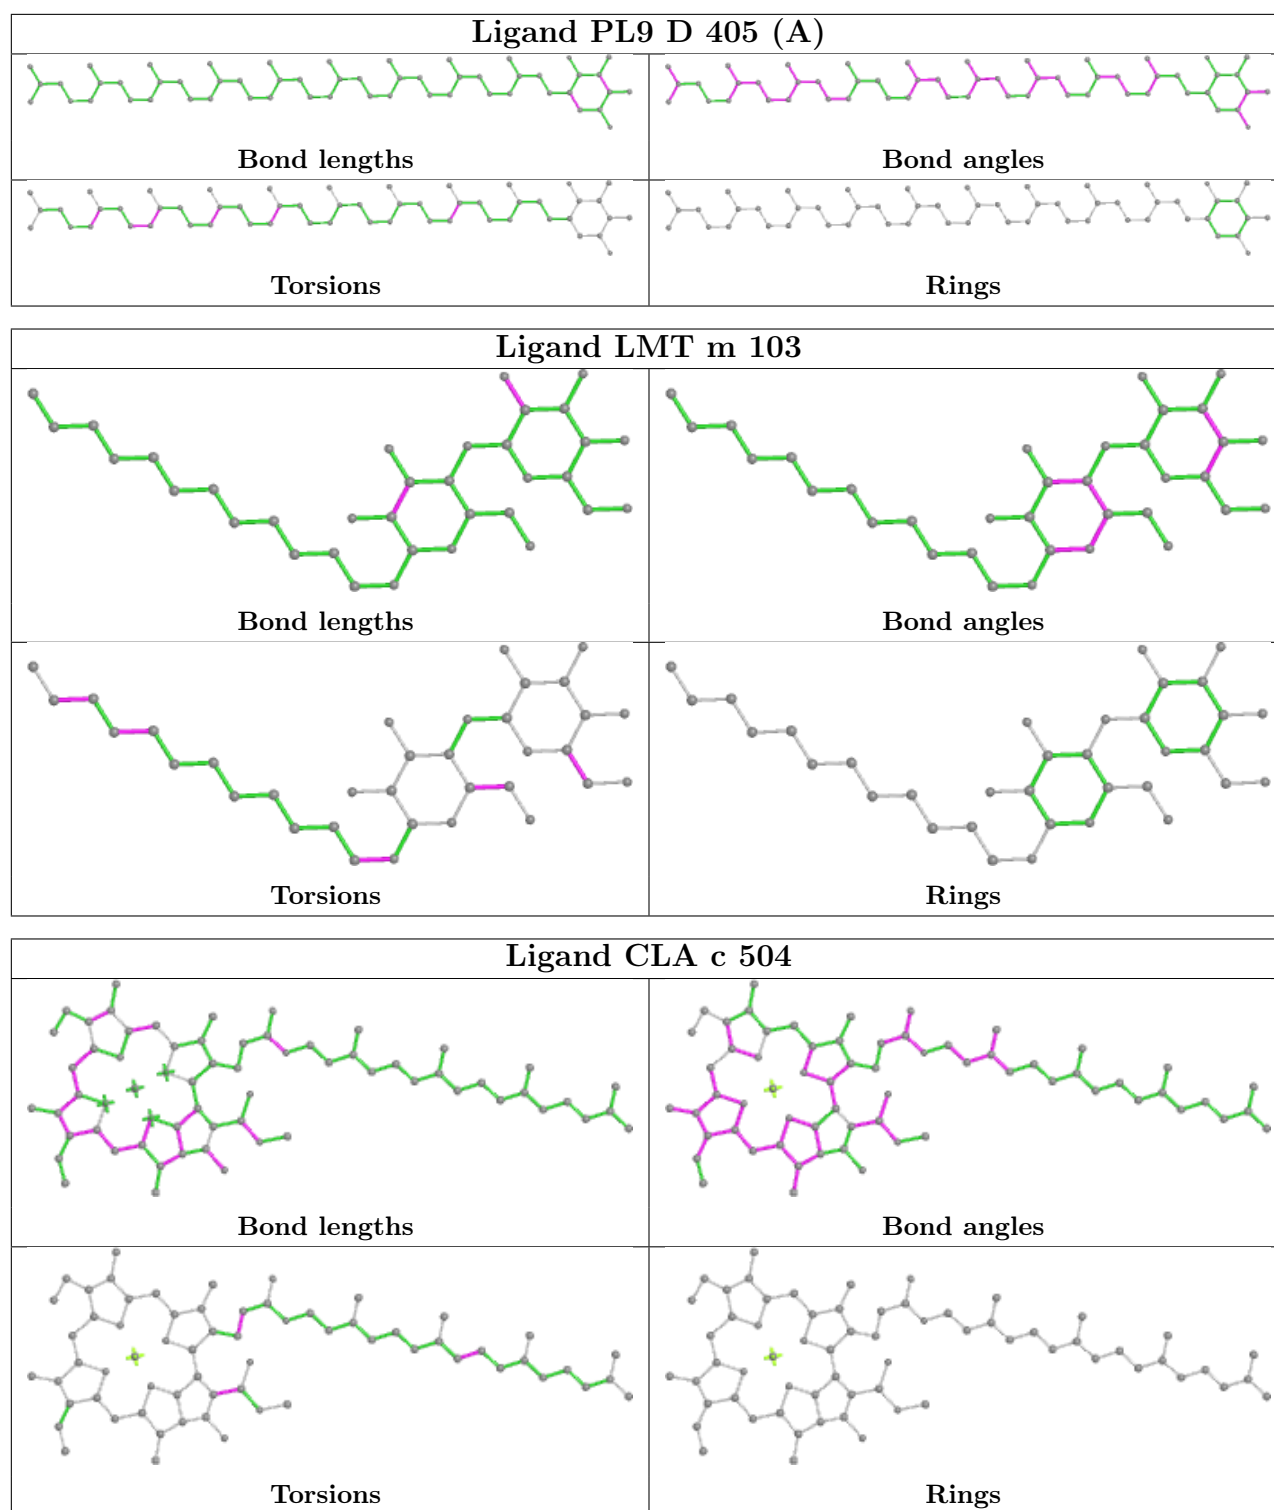 Ligand PL9 D 405 (A)
Bond lengths
Bond angles
Torsions
Rings
Ligand LMT m 103
Bond lengths
Bond angles
Torsions
Rings
Ligand CLA c 504
Bond lengths
Bond angles
Torsions
Rings